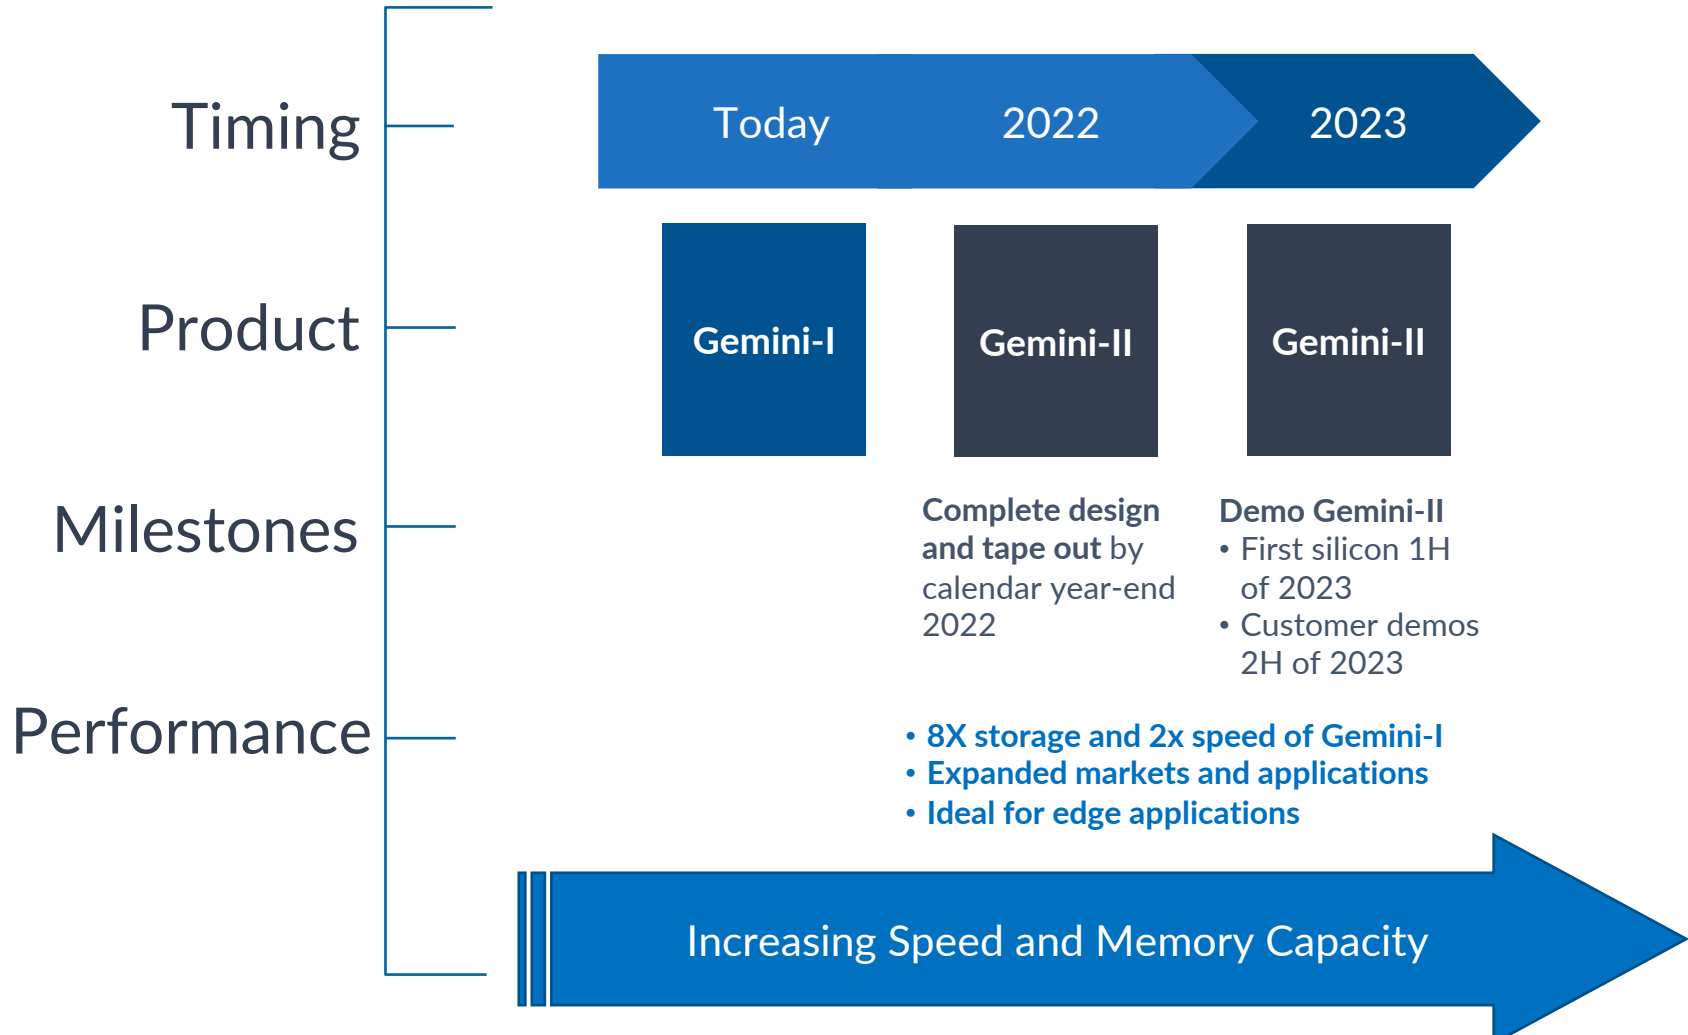 Timing
Today
2022
2023
Product
Gemini-I
Gemini-II
Gemini-II
Milestones
Complete design
and tape out by
calendar year-end
2022
Demo Gemini-II
• First silicon 1H
of 2023
• Customer demos
2H of 2023
Performance
• 8X storage and 2x speed of Gemini-I
• Expanded markets and applications
• Ideal for edge applications
Increasing Speed and Memory Capacity